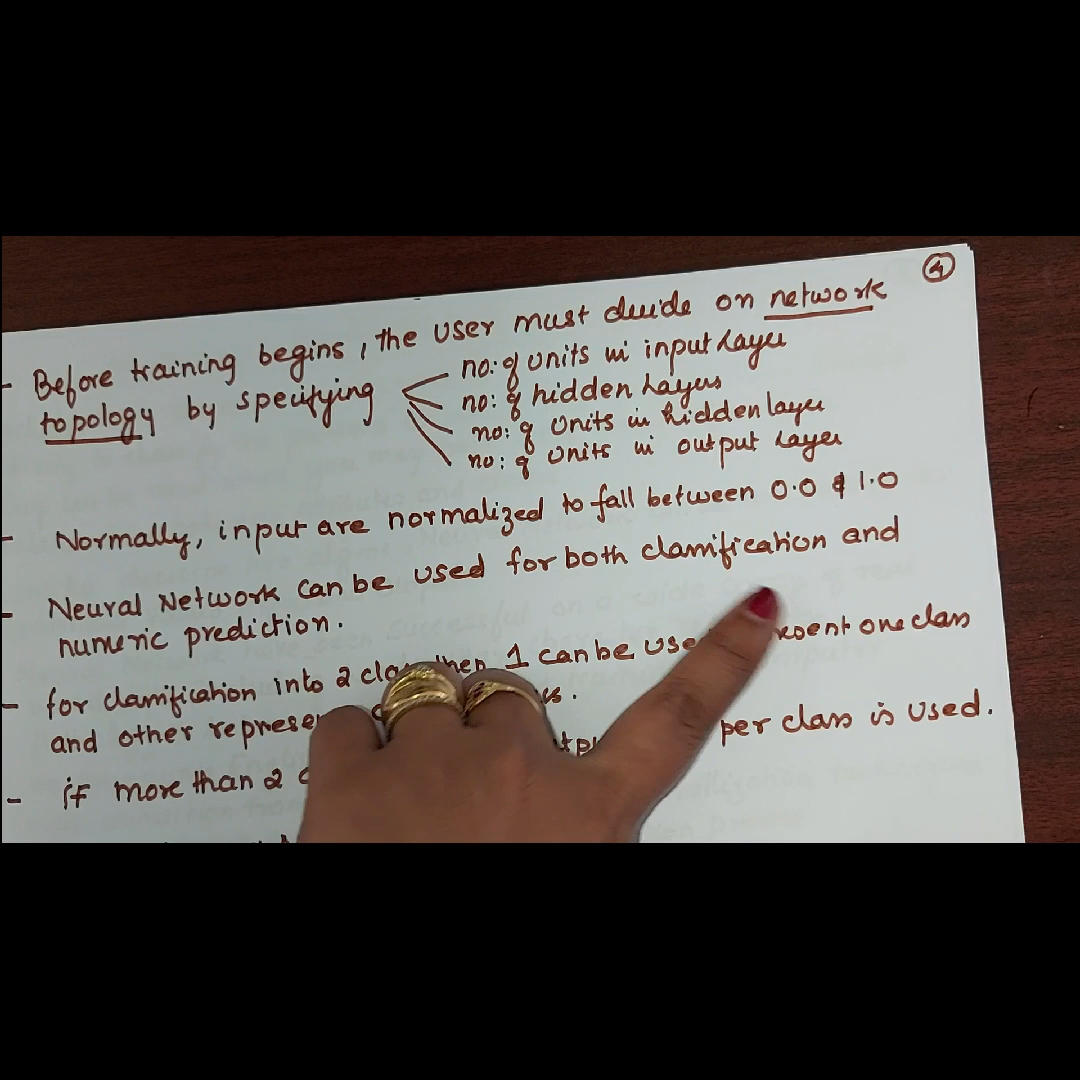 4
- Before training begins, the user must decide on network
topology by specifying
no: of units in input layer
no: of hidden layers
no: of units in hidden layer
no: of units in output layer
- Normally, input are normalized to fall between 0.0 & 1.0
- Neural Network can be used for both classification and
numeric prediction.
- for classification into 2 then 1 can be one class
and other
- if more than 2 per class is used.